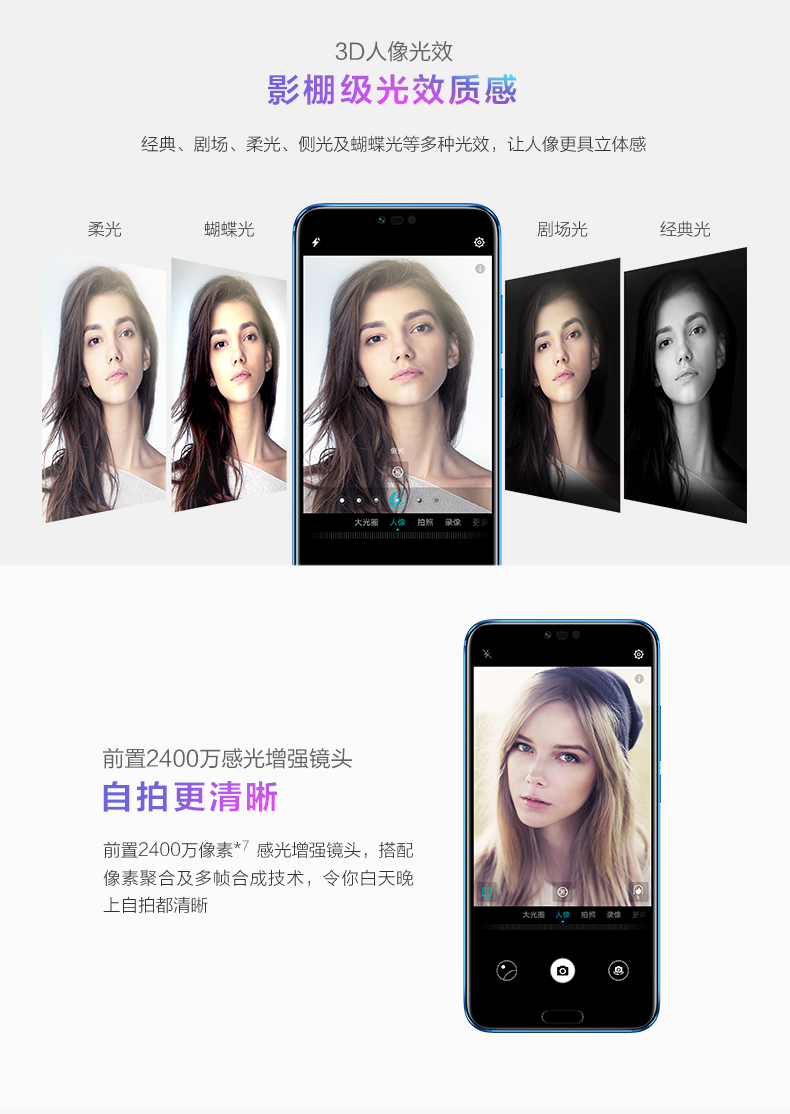 3D人像光效
影棚级光效质感
经典、剧场、柔光、侧光及蝴蝶光等多种光效，让人像更具立体感
柔光
蝴蝶光
剧场光
经典光
侧光
大光圈 人像 拍照 录像 更多
前置2400万感光增强镜头
自拍更清晰
前置2400万像素*7 感光增强镜头，搭配
像素聚合及多帧合成技术，令你白天晚
上自拍都清晰
大光圈 人像 拍照 录像 更多